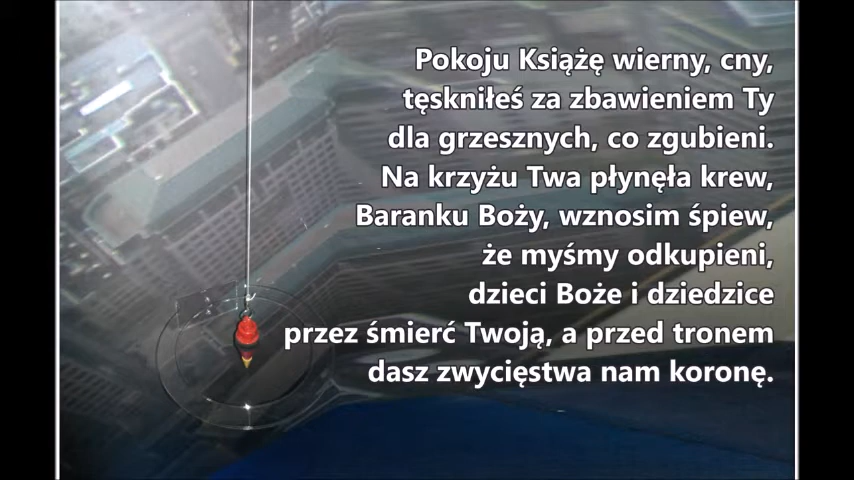 Pokoju Książę wierny, cny,
tęskniłeś za zbawieniem Ty
dla grzesznych, co zgubieni.
Na krzyżu Twa płynęła krew,
Baranku Boży, wznosim śpiew,
że myśmy odkupieni,
dzieci Boże i dziedzice
przez śmierć Twoją, a przed tronem
dasz zwycięstwa nam koronę.